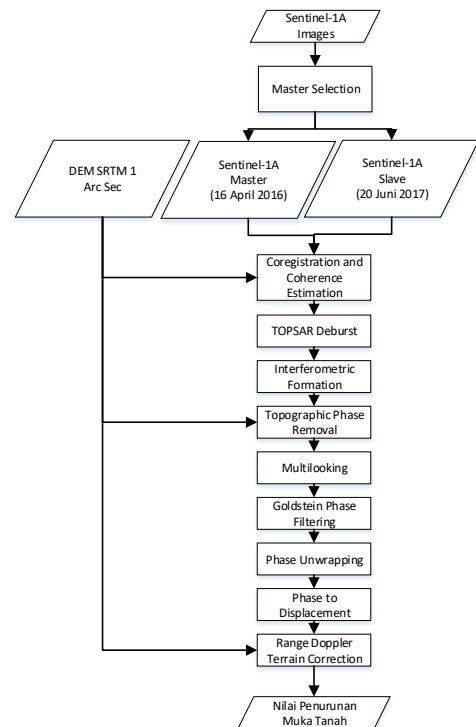 Sentinel-1A
Images
Master Selection
DEM SRTM 1
Arc Sec
Sentinel-1A
Master
(16 April 2016)
Sentinel-1A
Slave
(20 Juni 2017)
Coregistration and
Coherence
Estimation
TOPSAR Deburst
Interferometric
Formation
Topographic Phase
Removal
Multilooking
Goldstein Phase
Filtering
Phase Unwrapping
Phase to
Displacement
Range Doppler
Terrain Correction
Nilai Penurunan
Muka Tanah